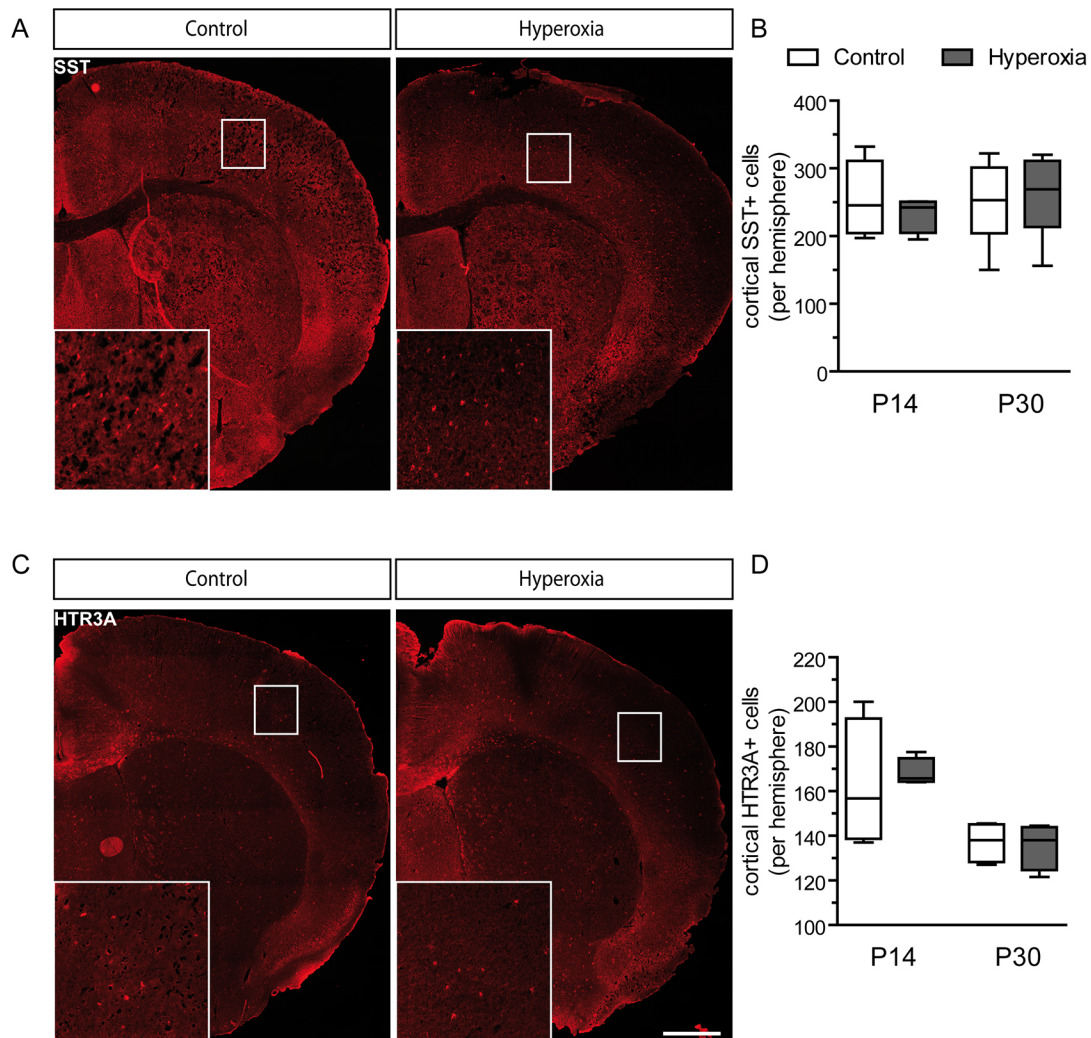 A
Control
Hyperoxia
SST
B
Control
Hyperoxia
cortical SST+ cells
(per hemisphere)
400
300
200
300
0
P14
P30
C
Control
Hyperoxia
HTR3A
D
cortical HTR3A+ cells
(per hemisphere)
220
200
180
160
140
120
100
P14
P30